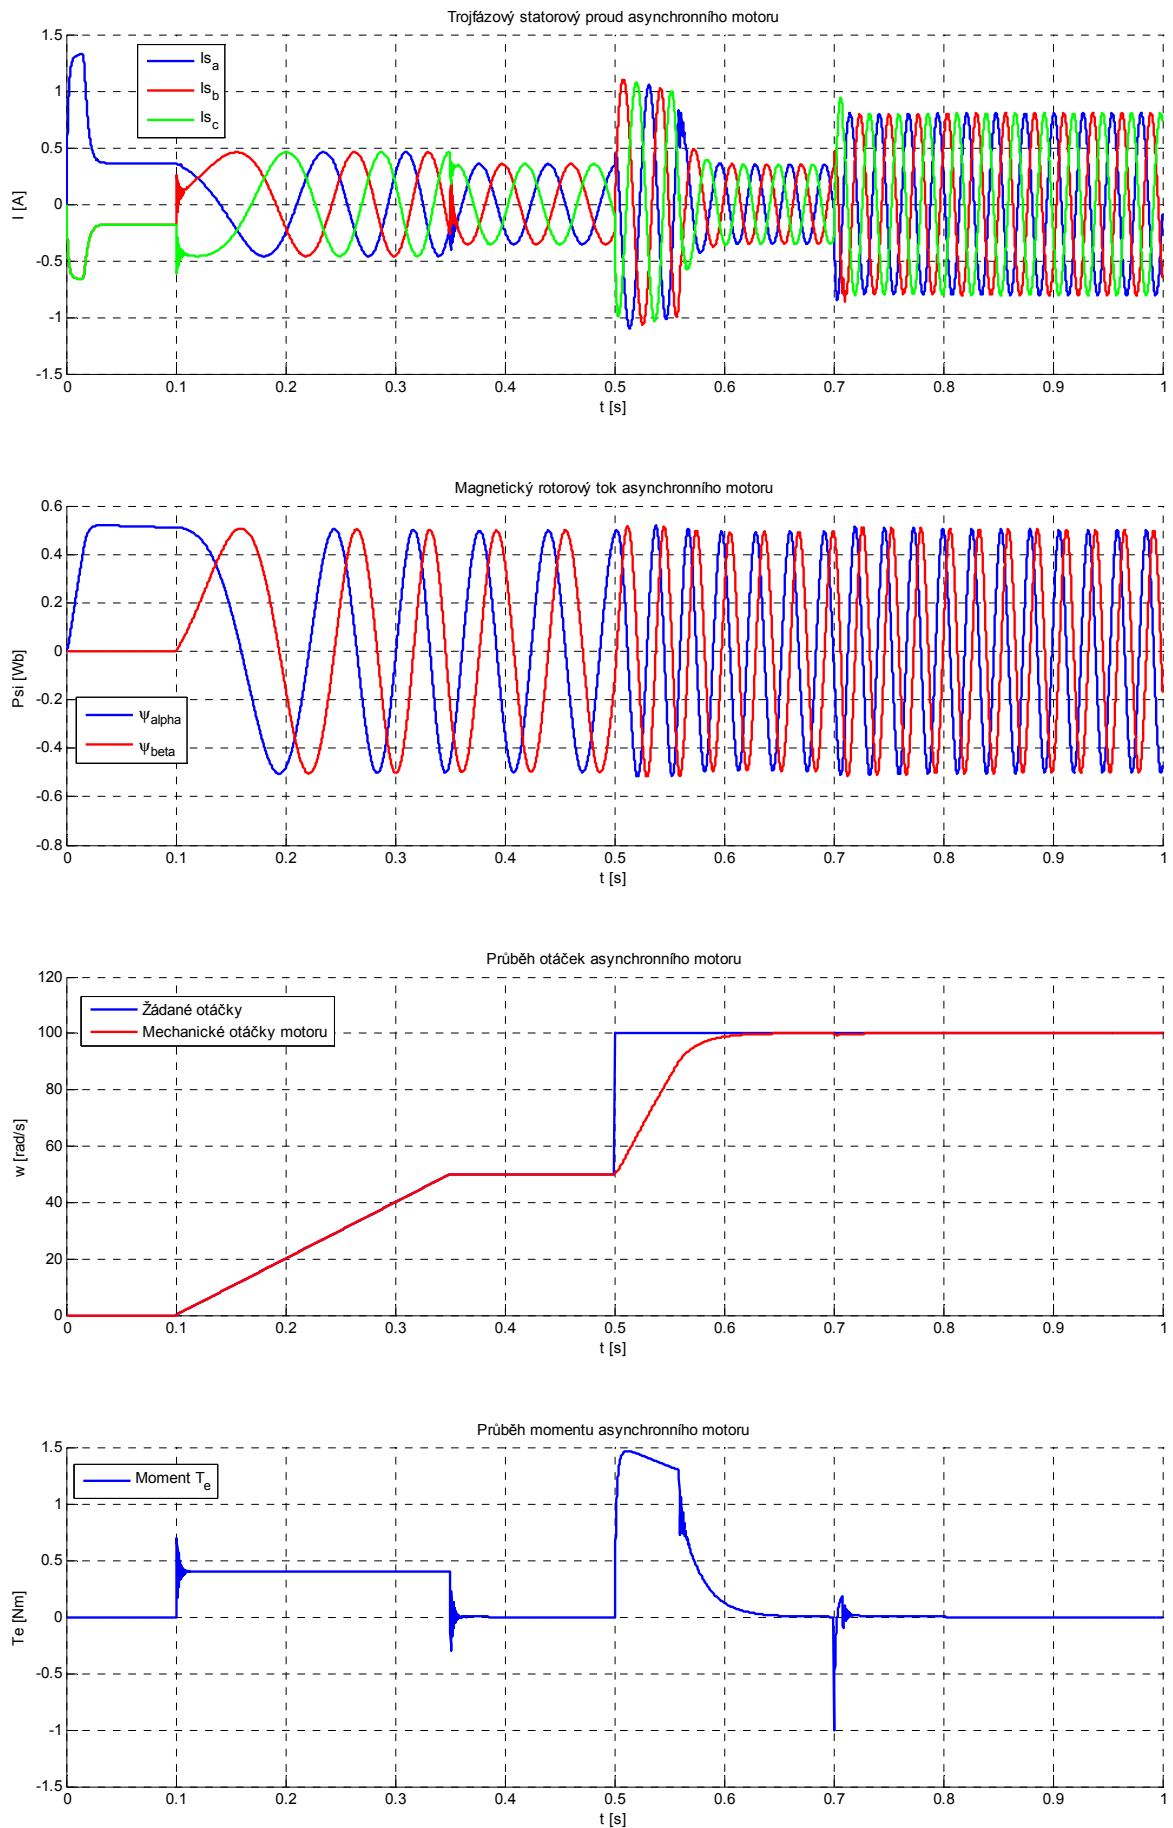 Trojfázový statorový proud asynchronního motoru
1.5
1
0.5
0
-0.5
-1
-1.5
I [A]
Is_a
Is_b
Is_c
0 0.1 0.2 0.3 0.4 0.5 0.6 0.7 0.8 0.9 1
t [s]
Magnetický rotorový tok asynchronního motoru
0.6
0.4
0.2
0
-0.2
-0.4
-0.6
-0.8
Psi [Wb]
Ψ_alpha
Ψ_beta
0 0.1 0.2 0.3 0.4 0.5 0.6 0.7 0.8 0.9 1
t [s]
Průběh otáček asynchronního motoru
120
100
80
60
40
20
0
w [rad/s]
Žádané otáčky
Mechanické otáčky motoru
0 0.1 0.2 0.3 0.4 0.5 0.6 0.7 0.8 0.9 1
t [s]
Průběh momentu asynchronního motoru
1.5
1
0.5
0
-0.5
-1
-1.5
Te [Nm]
Moment T_e
0 0.1 0.2 0.3 0.4 0.5 0.6 0.7 0.8 0.9 1
t [s]